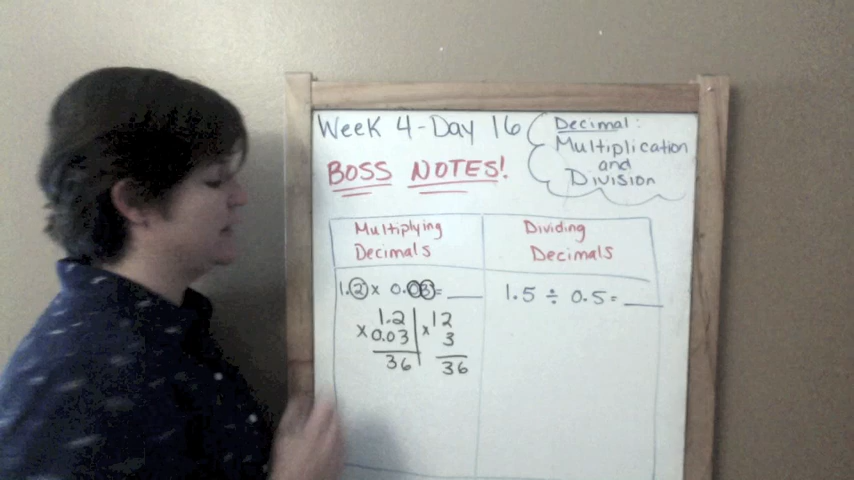 Week 4-Day 16
Decimal:
Multiplication
and
Division
BOSS NOTES!
Multiplying
Decimals
Dividing
Decimals
1.2 x 0.03 = ___
1.5 ÷ 0.5 = ___
1.2
x 0.03
36
12
x 3
36